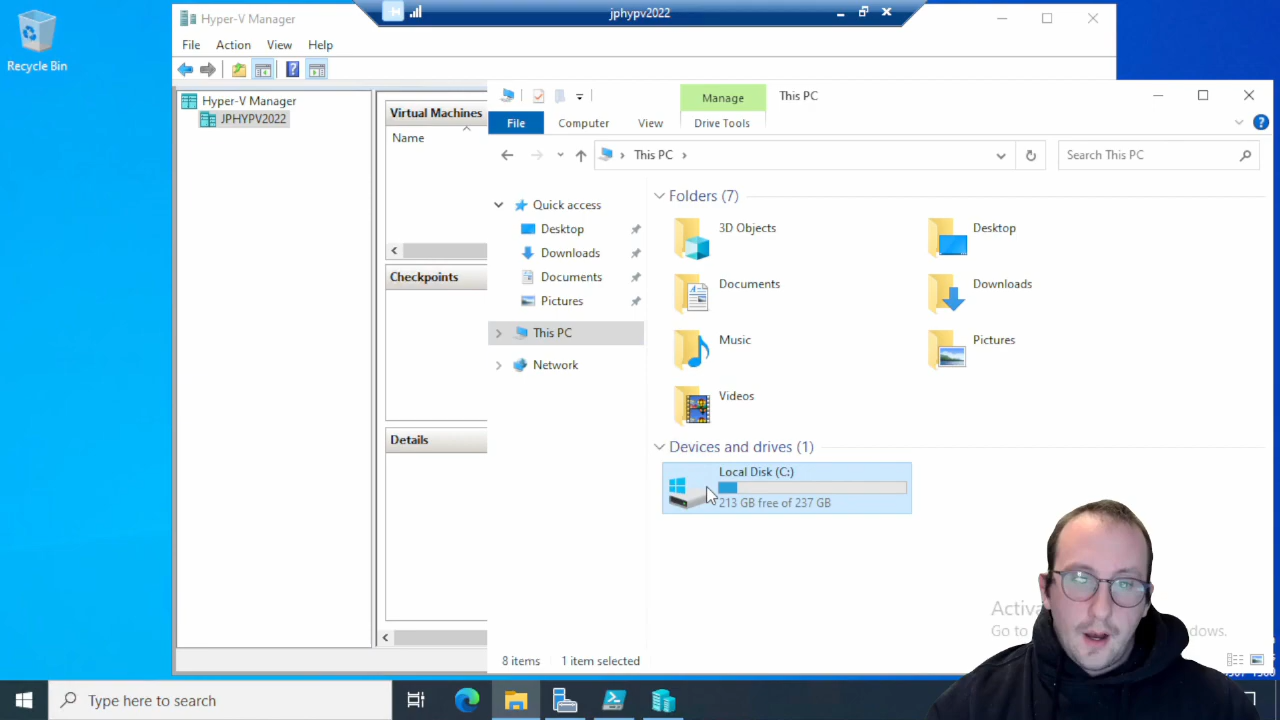 Recycle Bin
Hyper-V Manager
jphypv2022
File Action View Help
Hyper-V Manager
JPHYPV2022
Virtual Machines
Name
Checkpoints
Details
Manage
This PC
File
Computer
View
Drive Tools
This PC
Search This PC
Quick access
Desktop
Downloads
Documents
Pictures
This PC
Network
Folders (7)
3D Objects
Desktop
Documents
Downloads
Music
Pictures
Videos
Devices and drives (1)
Local Disk (C:)
213 GB free of 237 GB
8 items
1 item selected
Go to
Type here to search